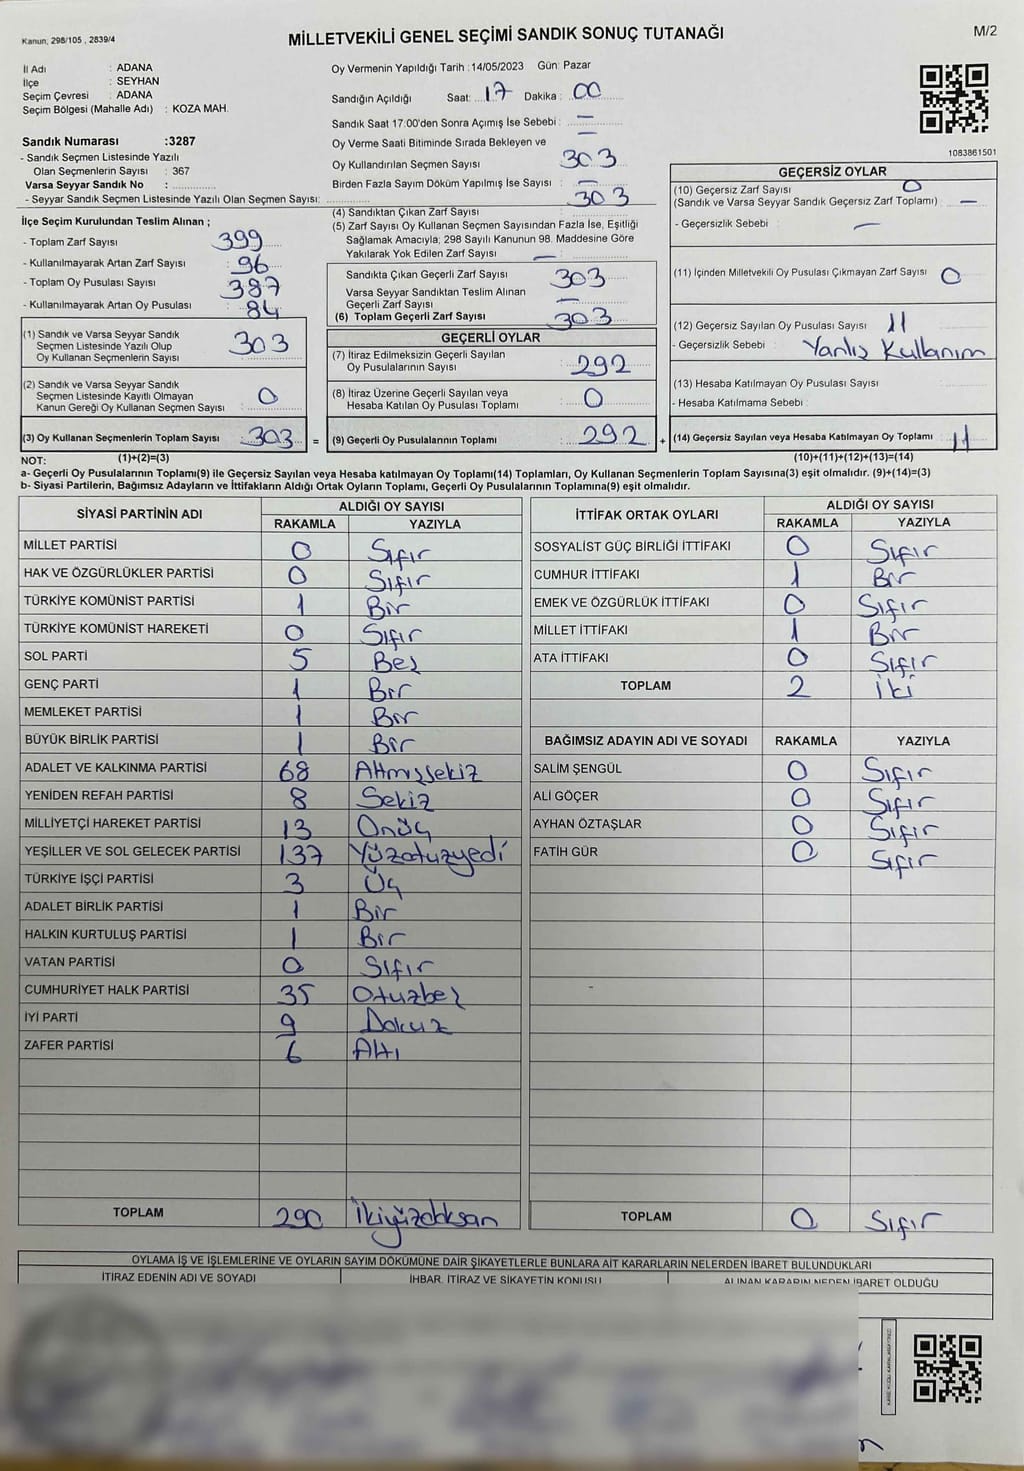 Kanun; 298/105 , 2839/4
MİLLETVEKİLİ GENEL SEÇİMİ SANDIK SONUÇ TUTANAĞI
M/2
İl Adı : ADANA
İlçe : SEYHAN
Seçim Çevresi : ADANA
Seçim Bölgesi (Mahalle Adı) : KOZA MAH.
Sandık Numarası :3287
- Sandık Seçmen Listesinde Yazılı
Olan Seçmenlerin Sayısı : 367
Varsa Seyyar Sandık No : ............
- Seyyar Sandık Seçmen Listesinde Yazılı Olan Seçmen Sayısı: ............
Oy Vermenin Yapıldığı Tarih :14/05/2023 Gün: Pazar
Sandığın Açıldığı Saat: 17 Dakika : 00
Sandık Saat 17:00'den Sonra Açımış İse Sebebi : —
Oy Verme Saati Bitiminde Sırada Bekleyen ve —
Oy Kullandırılan Seçmen Sayısı 303
Birden Fazla Sayım Döküm Yapılmış İse Sayısı : —
303
(4) Sandıktan Çıkan Zarf Sayısı
(5) Zarf Sayısı Oy Kullanan Seçmen Sayısından Fazla İse, Eşitliği
Sağlamak Amacıyla; 298 Sayılı Kanunun 98. Maddesine Göre
Yakılarak Yok Edilen Zarf Sayısı —
1083861501
İlçe Seçim Kurulundan Teslim Alınan ;
- Toplam Zarf Sayısı 399
- Kullanılmayarak Artan Zarf Sayısı 96
- Toplam Oy Pusulası Sayısı 387
- Kullanılmayarak Artan Oy Pusulası 84
(1) Sandık ve Varsa Seyyar Sandık
Seçmen Listesinde Yazılı Olup
Oy Kullanan Seçmenlerin Sayısı 303
(2) Sandık ve Varsa Seyyar Sandık
Seçmen Listesinde Kayıtlı Olmayan
Kanun Gereği Oy Kullanan Seçmen Sayısı 0
(3) Oy Kullanan Seçmenlerin Toplam Sayısı 303 =
Sandıkta Çıkan Geçerli Zarf Sayısı 303
Varsa Seyyar Sandıktan Teslim Alınan
Geçerli Zarf Sayısı —
(6) Toplam Geçerli Zarf Sayısı 303
GEÇERLİ OYLAR
(7) İtiraz Edilmeksizin Geçerli Sayılan
Oy Pusulalarının Sayısı 292
(8) İtiraz Üzerine Geçerli Sayılan veya
Hesaba Katılan Oy Pusulası Toplamı 0
(9) Geçerli Oy Pusulalarının Toplamı 292 +
GEÇERSİZ OYLAR
(10) Geçersiz Zarf Sayısı 0
(Sandık ve Varsa Seyyar Sandık Geçersiz Zarf Toplamı) : —
- Geçersizlik Sebebi : —
(11) İçinden Milletvekili Oy Pusulası Çıkmayan Zarf Sayısı : 0
(12) Geçersiz Sayılan Oy Pusulası Sayısı : 11
- Geçersizlik Sebebi : Yanlış Kullanım
(13) Hesaba Katılmayan Oy Pusulası Sayısı :
- Hesaba Katılmama Sebebi :
(14) Geçersiz Sayılan veya Hesaba Katılmayan Oy Toplamı : 11
NOT: (1)+(2)=(3)
(10)+(11)+(12)+(13)=(14)
a- Geçerli Oy Pusulalarının Toplamı(9) ile Geçersiz Sayılan veya Hesaba katılmayan Oy Toplamı(14) Toplamları, Oy Kullanan Seçmenlerin Toplam Sayısına(3) eşit olmalıdır. (9)+(14)=(3)
b- Siyasi Partilerin, Bağımsız Adayların ve İttifakların Aldığı Ortak Oyların Toplamı, Geçerli Oy Pusulalarının Toplamına(9) eşit olmalıdır.
SİYASİ PARTİNİN ADI ALDIĞI OY SAYISI
RAKAMLA YAZIYLA
MİLLET PARTİSİ 0 Sıfır
HAK VE ÖZGÜRLÜKLER PARTİSİ 0 Sıfır
TÜRKİYE KOMÜNİST PARTİSİ 1 Bir
TÜRKİYE KOMÜNİST HAREKETİ 0 Sıfır
SOL PARTİ 5 Beş
GENÇ PARTİ 1 Bir
MEMLEKET PARTİSİ 1 Bir
BÜYÜK BİRLİK PARTİSİ 1 Bir
ADALET VE KALKINMA PARTİSİ 68 Altmışsekiz
YENİDEN REFAH PARTİSİ 8 Sekiz
MİLLİYETÇİ HAREKET PARTİSİ 13 Onüç
YEŞİLLER VE SOL GELECEK PARTİSİ 137 Yüzotuzyedi
TÜRKİYE İŞÇİ PARTİSİ 3 Üç
ADALET BİRLİK PARTİSİ 1 Bir
HALKIN KURTULUŞ PARTİSİ 1 Bir
VATAN PARTİSİ 0 Sıfır
CUMHURİYET HALK PARTİSİ 35 Otuzbeş
İYİ PARTİ 9 Dokuz
ZAFER PARTİSİ 6 Altı
TOPLAM 290 İkiyüzdoksan
İTTİFAK ORTAK OYLARI ALDIĞI OY SAYISI
RAKAMLA YAZIYLA
SOSYALİST GÜÇ BİRLİĞİ İTTİFAKI 0 Sıfır
CUMHUR İTTİFAKI 1 Bir
EMEK VE ÖZGÜRLÜK İTTİFAKI 0 Sıfır
MİLLET İTTİFAKI 1 Bir
ATA İTTİFAKI 0 Sıfır
TOPLAM 2 İki
BAĞIMSIZ ADAYIN ADI VE SOYADI RAKAMLA YAZIYLA
SALİM ŞENGÜL 0 Sıfır
ALİ GÖÇER 0 Sıfır
AYHAN ÖZTAŞLAR 0 Sıfır
FATİH GÜR 0 Sıfır
TOPLAM 0 Sıfır
OYLAMA İŞ VE İŞLEMLERİNE VE OYLARIN SAYIM DÖKÜMÜNE DAİR ŞİKAYETLERLE BUNLARA AİT KARARLARIN NELERDEN İBARET BULUNDUKLARI
İTİRAZ EDENİN ADI VE SOYADI İHBAR, İTİRAZ VE ŞİKAYETİN KONUSU ALINAN KARARIN NEDEN İBARET OLDUĞU